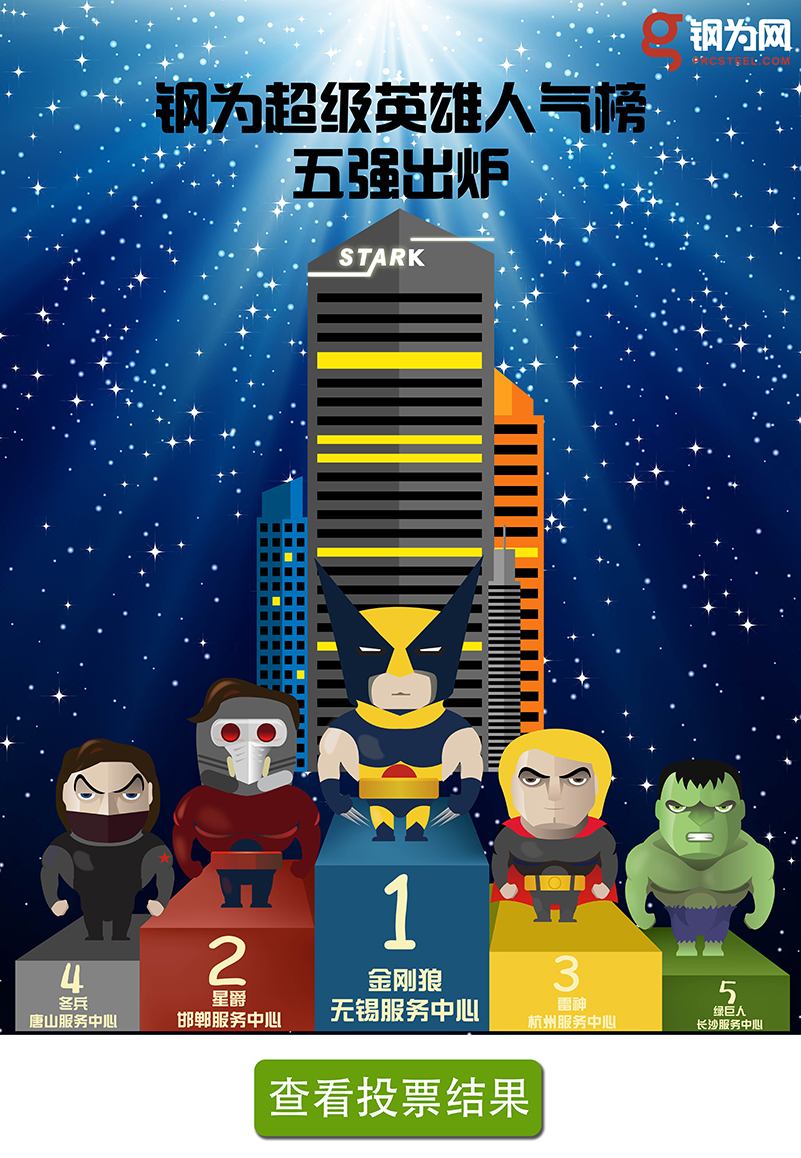 钢为网
PRCSTEEL.COM
钢为超级英雄人气榜
五强出炉
STARK
1
金刚狼
无锡服务中心
2
星爵
邯郸服务中心
3
雷神
杭州服务中心
4
冬兵
唐山服务中心
5
绿巨人
长沙服务中心
查看投票结果